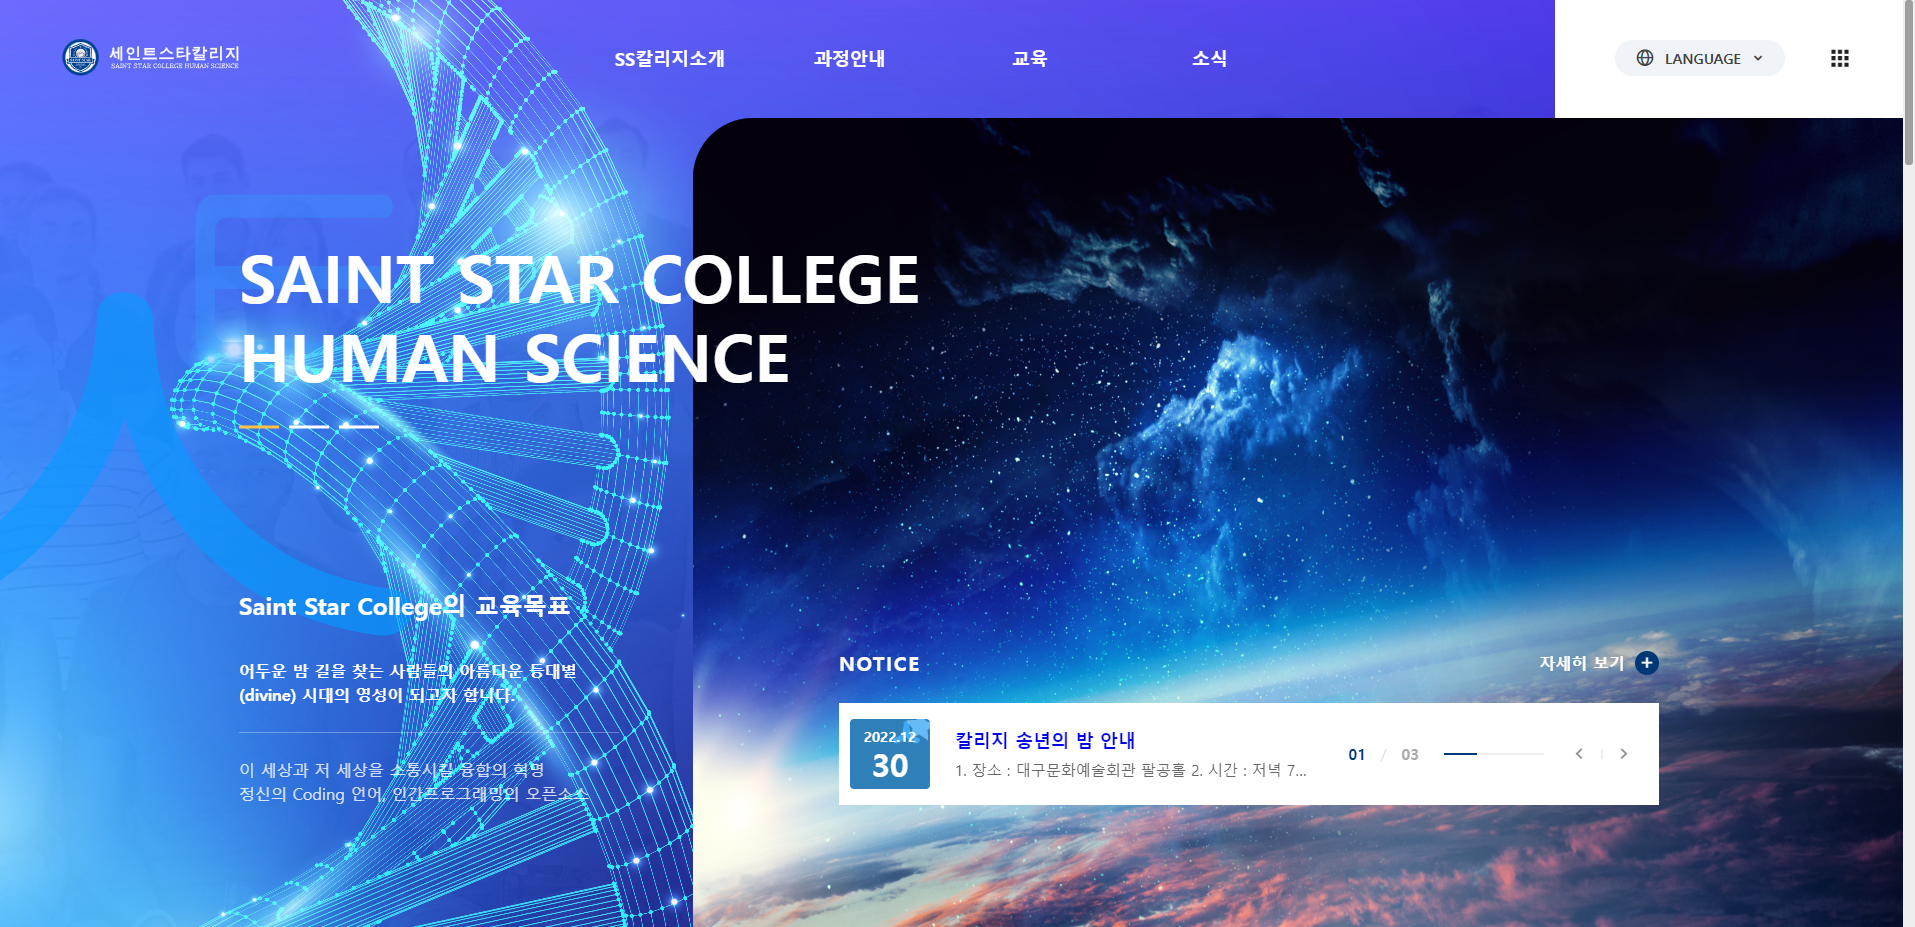 세인트스타칼리지
SAINT STAR COLLEGE HUMAN SCIENCE
SS칼리지소개
과정안내
교육
소식
LANGUAGE
SAINT STAR COLLEGE
HUMAN SCIENCE
Saint Star College의 교육목표
어두운 밤 길을 찾는 사람들의 아름다운 등대별
(divine) 시대의 영성이 되고자 합니다.
이 세상과 저 세상을 소통시킬 융합의 혁명
정신의 Coding 언어, 인간프로그래밍의 오픈소스
NOTICE
자세히 보기
2022.12
30
칼리지 송년의 밤 안내
1. 장소 : 대구문화예술회관 팔공홀 2. 시간 : 저녁 7...
01 / 03